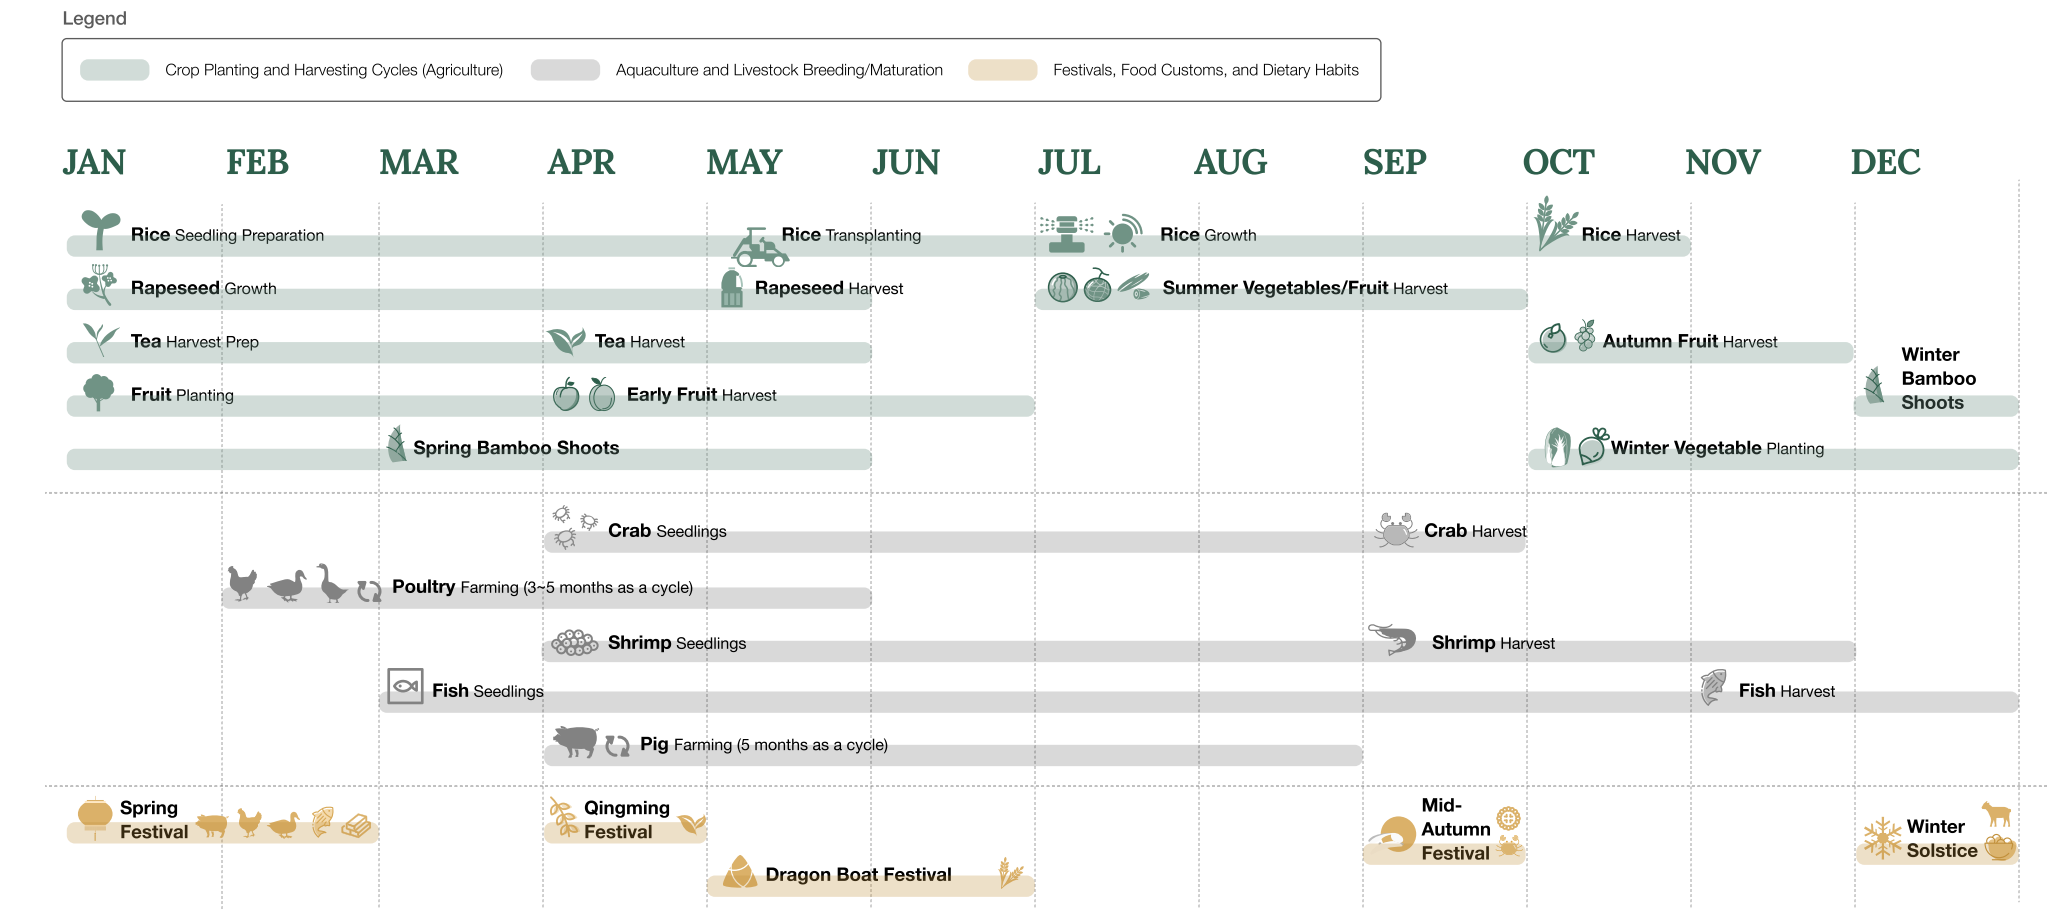 Legend
Crop Planting and Harvesting Cycles (Agriculture) Aquaculture and Livestock Breeding/Maturation Festivals, Food Customs, and Dietary Habits
JAN FEB MAR APR MAY JUN JUL AUG SEP OCT NOV DEC
Rice Seedling Preparation Rice Transplanting Rice Growth Rice Harvest
Rapeseed Growth Rapeseed Harvest Summer Vegetables/Fruit Harvest
Tea Harvest Prep Tea Harvest Autumn Fruit Harvest
Winter
Bamboo
Shoots
Fruit Planting Early Fruit Harvest
Spring Bamboo Shoots Winter Vegetable Planting
Crab Seedlings Crab Harvest
Poultry Farming (3~5 months as a cycle)
Shrimp Seedlings Shrimp Harvest
Fish Seedlings Fish Harvest
Pig Farming (5 months as a cycle)
Spring
Festival
Qingming
Festival
Mid-
Autumn
Festival
Winter
Solstice
Dragon Boat Festival